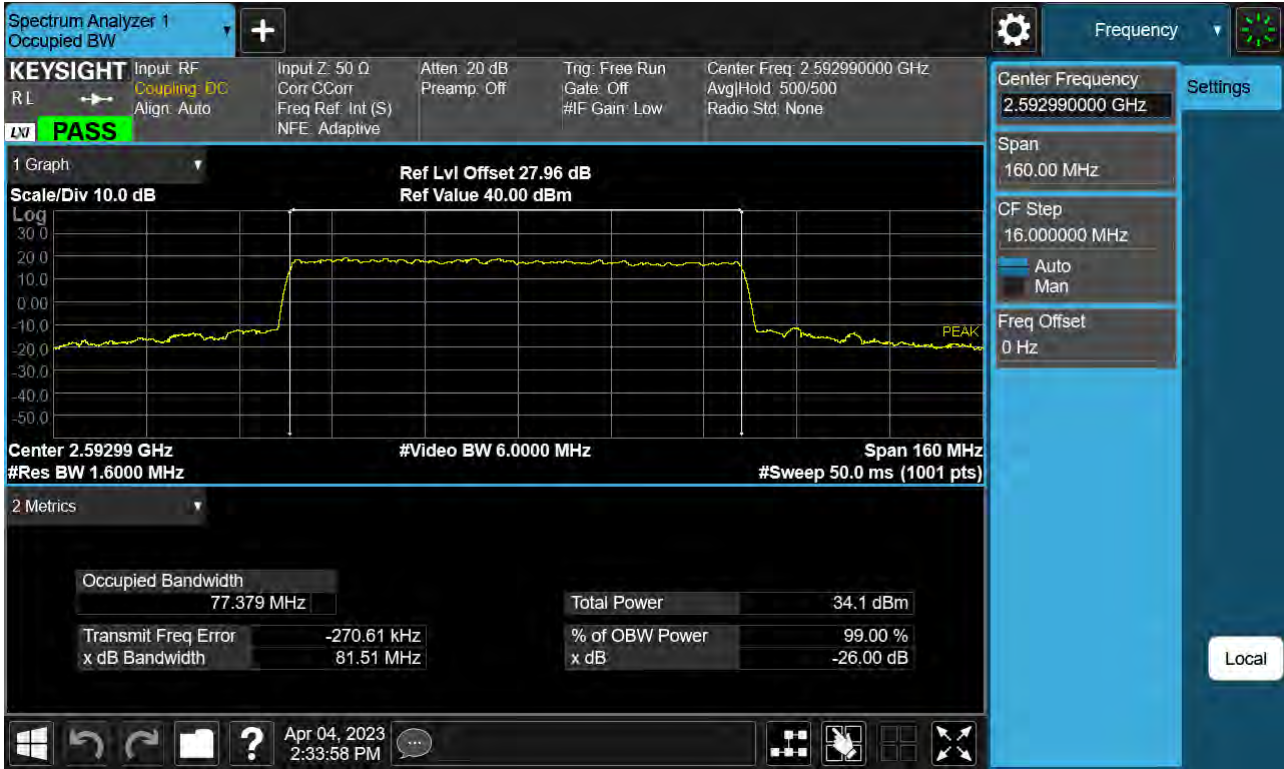 Spectrum Analyzer 1
Occupied BW
+
Frequency
KEYSIGHT
R L
LXI PASS
Input: RF
Coupling: DC
Align: Auto
Input Z: 50 Ω
Corr CCorr
Freq Ref: Int (S)
NFE: Adaptive
Atten: 20 dB
Preamp: Off
Trig: Free Run
Gate: Off
#IF Gain: Low
Center Freq: 2.592990000 GHz
Avg|Hold: 500/500
Radio Std: None
Center Frequency
2.592990000 GHz
Settings
Span
160.00 MHz
CF Step
16.000000 MHz
Auto
Man
Freq Offset
0 Hz
1 Graph
Scale/Div 10.0 dB
Ref Lvl Offset 27.96 dB
Ref Value 40.00 dBm
Log
30.0
20.0
10.0
0.00
-10.0
-20.0
-30.0
-40.0
-50.0
PEAK
Center 2.59299 GHz
#Video BW 6.0000 MHz
Span 160 MHz
#Res BW 1.6000 MHz
#Sweep 50.0 ms (1001 pts)
2 Metrics
Occupied Bandwidth
77.379 MHz
Total Power 34.1 dBm
Transmit Freq Error -270.61 kHz
% of OBW Power 99.00 %
x dB Bandwidth 81.51 MHz
x dB -26.00 dB
Local
?
Apr 04, 2023
2:33:58 PM